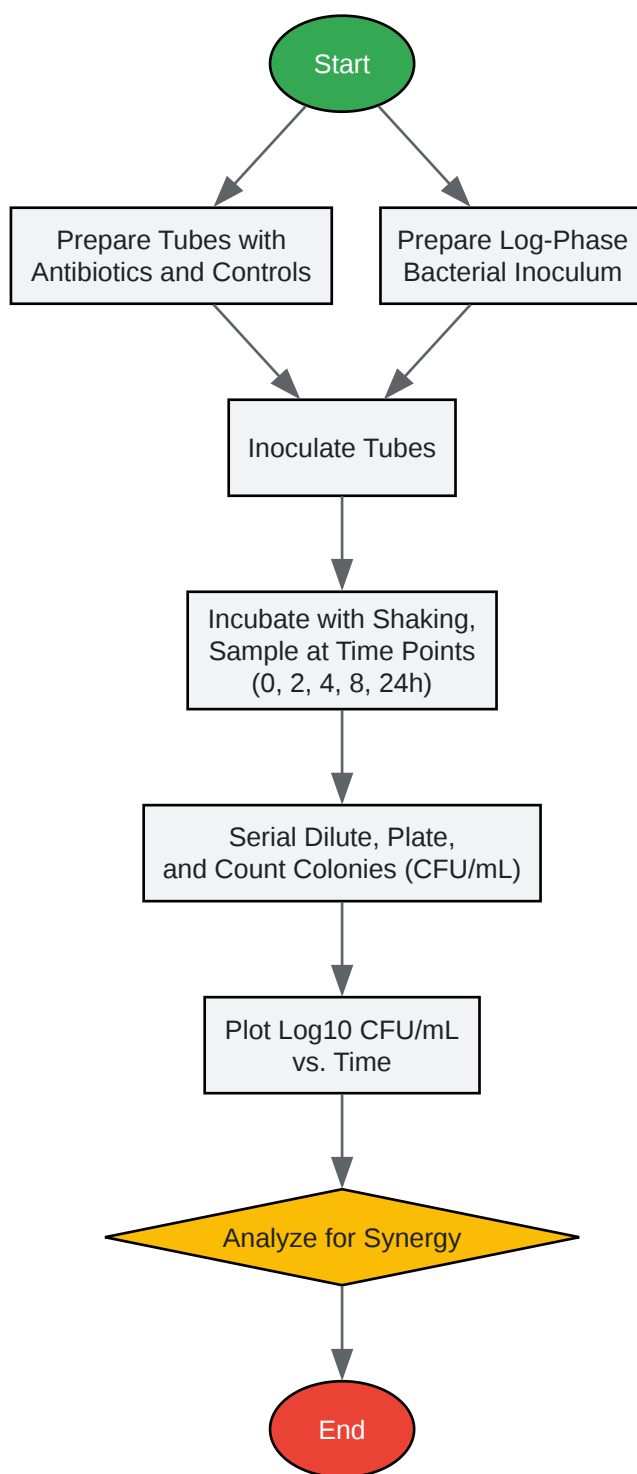 Start
Prepare Tubes with
Antibiotics and Controls
Prepare Log-Phase
Bacterial Inoculum
Inoculate Tubes
Incubate with Shaking,
Sample at Time Points
(0, 2, 4, 8, 24h)
Serial Dilute, Plate,
and Count Colonies (CFU/mL)
Plot Log10 CFU/mL
vs. Time
Analyze for Synergy
End